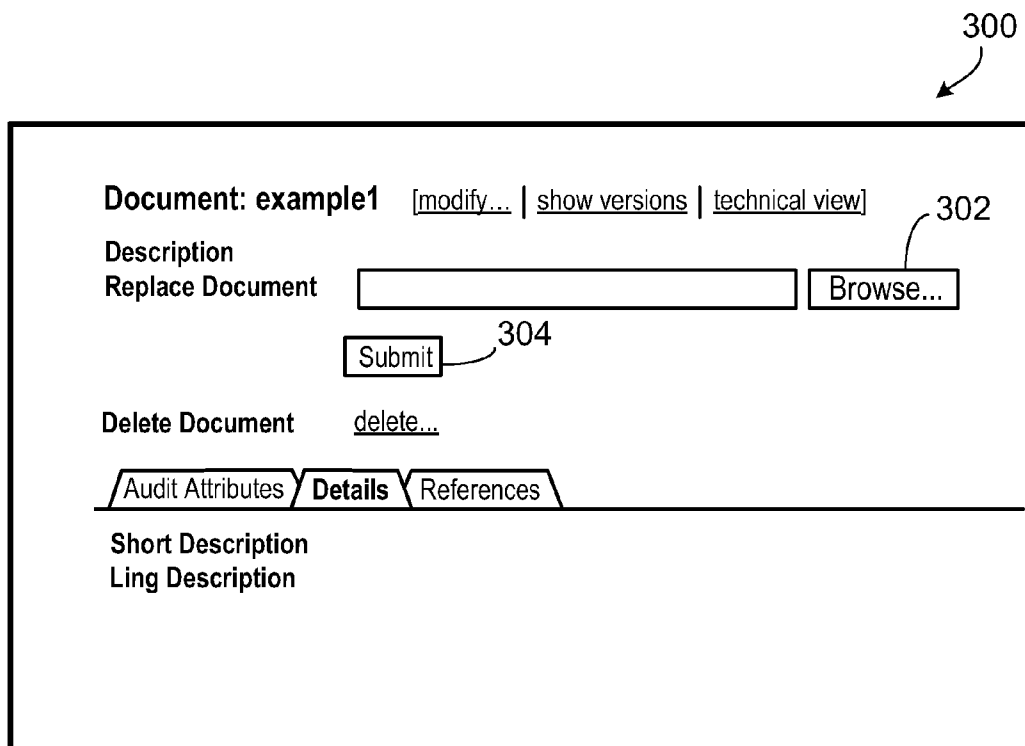 300
Document: example1 [modify... | show versions | technical view]
302
Description
Replace Document Browse...
Submit 304
Delete Document delete...
Audit Attributes Details References
Short Description
Ling Description